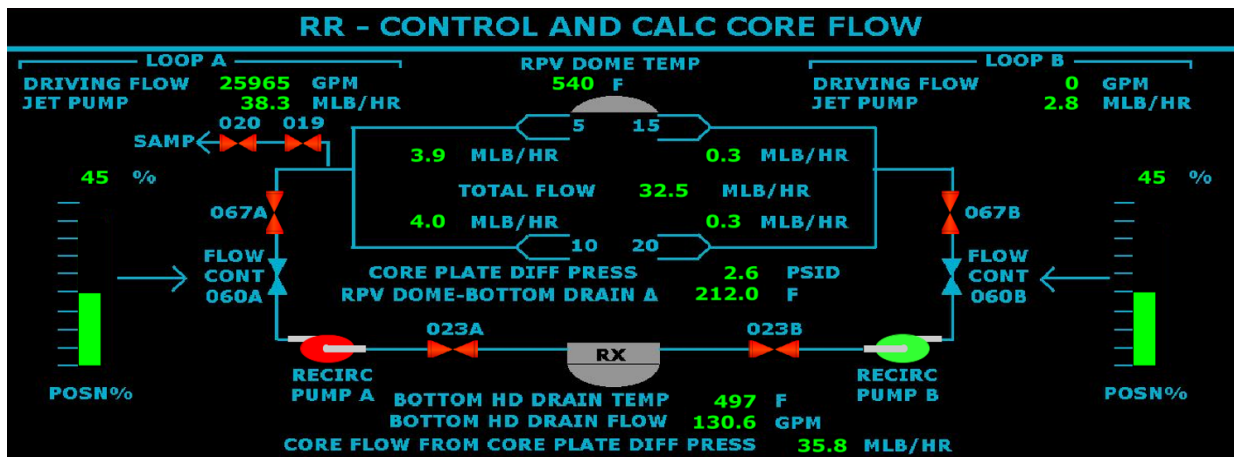 RR - CONTROL AND CALC CORE FLOW
LOOP A
RPV DOME TEMP
LOOP B
DRIVING FLOW 25965 GPM
540 F
DRIVING FLOW 0 GPM
JET PUMP 38.3 MLB/HR
JET PUMP 2.8 MLB/HR
020 019
5 15
SAMP
3.9 MLB/HR 0.3 MLB/HR
45 %
45 %
TOTAL FLOW 32.5 MLB/HR
067A
067B
4.0 MLB/HR 0.3 MLB/HR
10 20
FLOW
CONT
060A
FLOW
CONT
060B
CORE PLATE DIFF PRESS 2.6 PSID
RPV DOME-BOTTOM DRAIN Δ 212.0 F
023A 023B
RX
RECIRC
PUMP A
RECIRC
PUMP B
POSN%
POSN%
BOTTOM HD DRAIN TEMP 497 F
BOTTOM HD DRAIN FLOW 130.6 GPM
CORE FLOW FROM CORE PLATE DIFF PRESS 35.8 MLB/HR